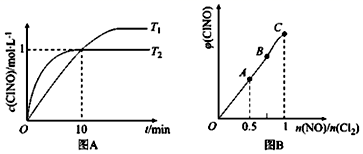 c(ClNO)/mol·L⁻¹
T₁
T₂
1
O
10
t/min
图A
φ(ClNO)
C
B
A
O
0.5
1
n(NO)/n(Cl₂)
图B